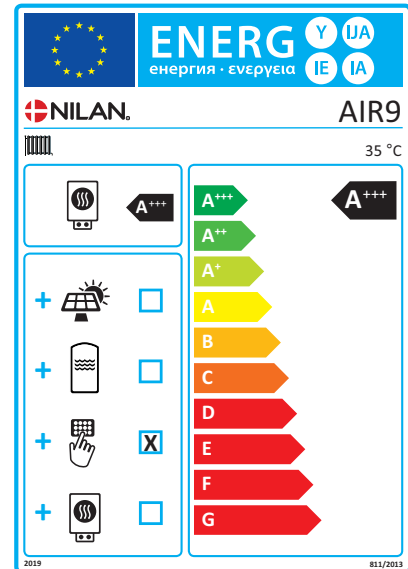 ENERG Y IJA
енергия · ενεργεια IE IA
NILAN. AIR9
35 °C
A+++
A+++ A+++
A++
A+
A
+
B
+
C
D
+ X
E
F
+
G
2019 811/2013